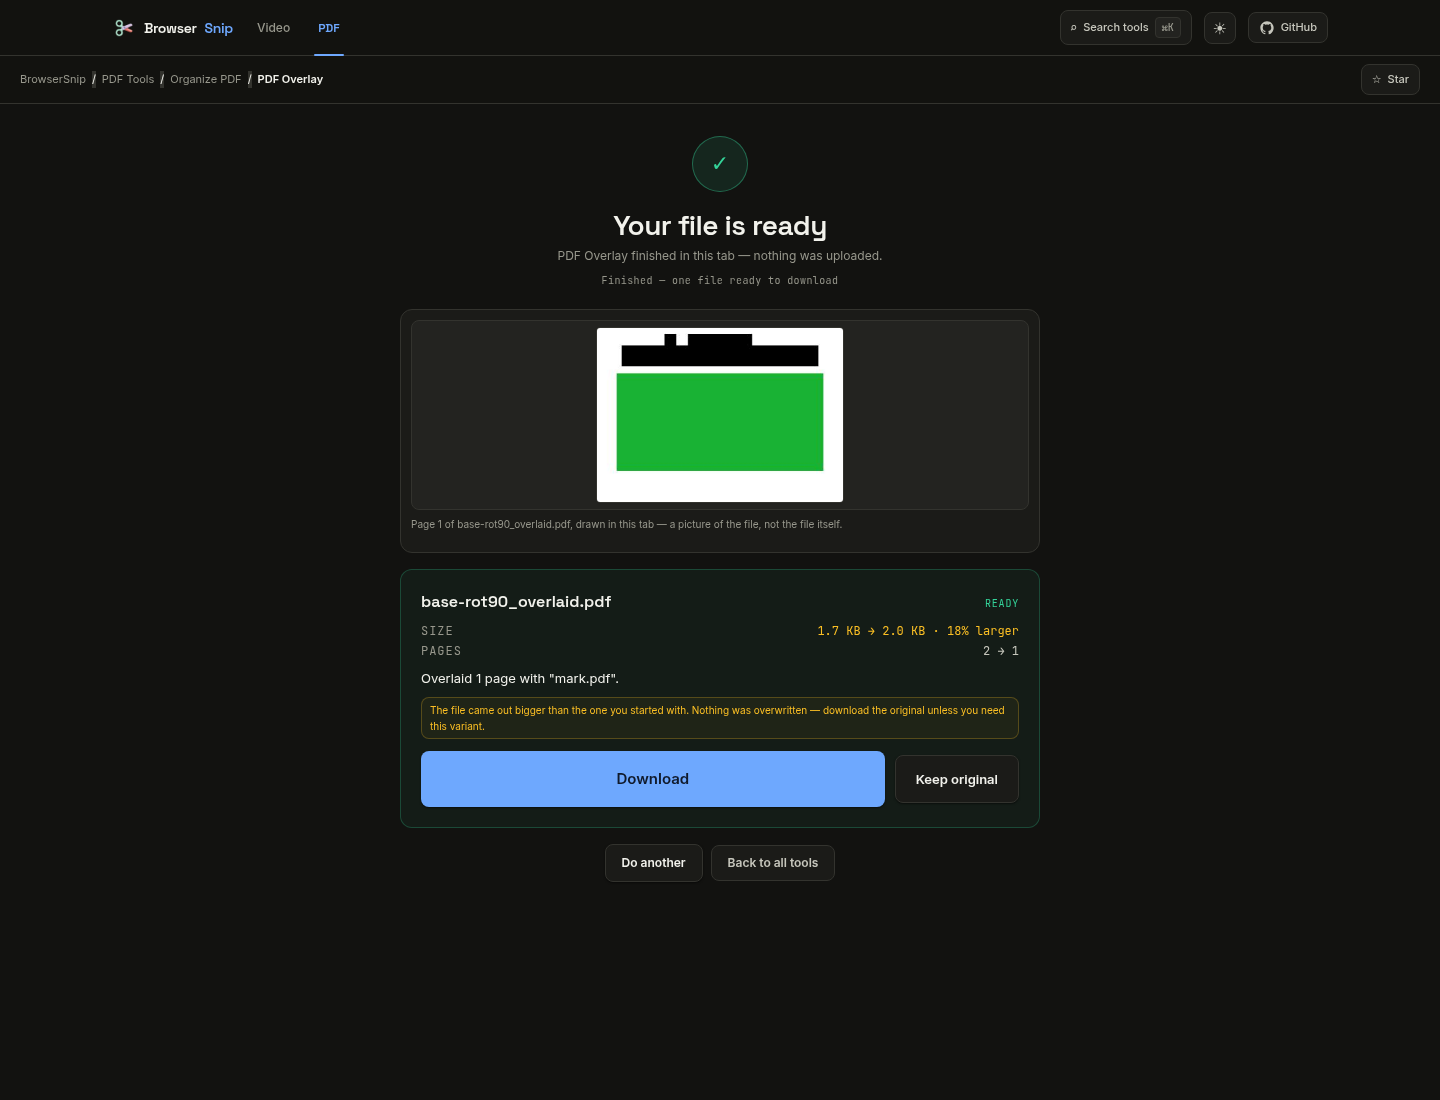 Browser Snip Video PDF Search tools ⌘K GitHub
BrowserSnip / PDF Tools / Organize PDF / PDF Overlay ☆ Star
Your file is ready
PDF Overlay finished in this tab — nothing was uploaded.
Finished — one file ready to download
Page 1 of base-rot90_overlaid.pdf, drawn in this tab — a picture of the file, not the file itself.
base-rot90_overlaid.pdf READY
SIZE 1.7 KB → 2.0 KB · 18% larger
PAGES 2 → 1
Overlaid 1 page with "mark.pdf".
The file came out bigger than the one you started with. Nothing was overwritten — download the original unless you need
this variant.
Download Keep original
Do another Back to all tools